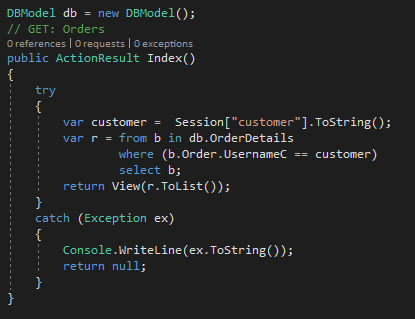 DBModel db = new DBModel();
// GET: Orders
0 references | 0 requests | 0 exceptions
public ActionResult Index()
{
    try
    {
        var customer =  Session["customer"].ToString();
        var r = from b in db.OrderDetails
                where (b.Order.UsernameC == customer)
                select b;
        return View(r.ToList());
    }
    catch (Exception ex)
    {
        Console.WriteLine(ex.ToString());
        return null;
    }
}